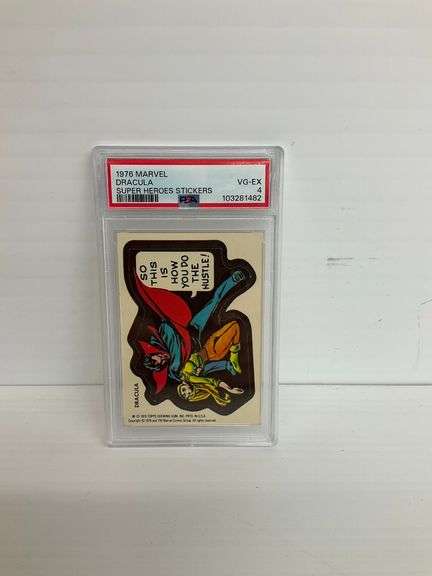 1976 MARVEL
DRACULA VG-EX
SUPER HEROES STICKERS 4
PSA 103281482
SO
THIS
IS
HOW
YOU DO
THE
HUSTLE!
DRACULA